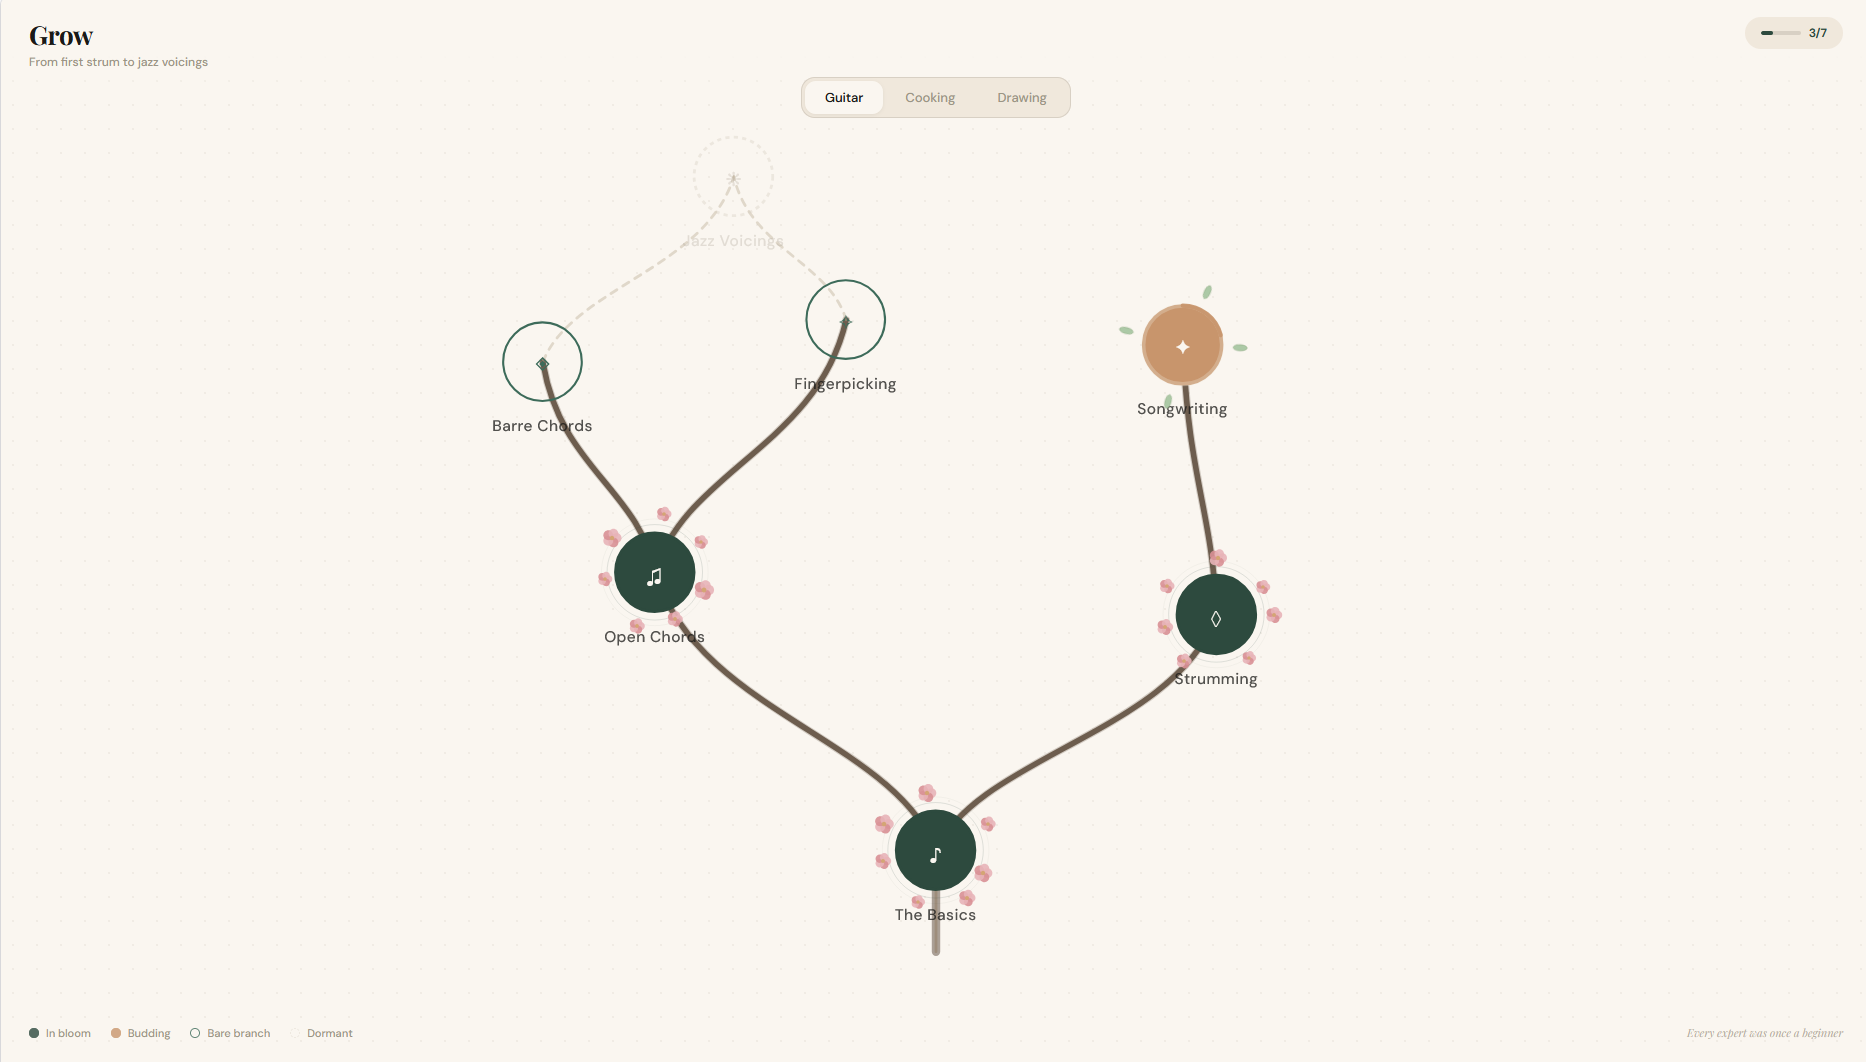 Grow
From first strum to jazz voicings
3/7
Guitar
Cooking
Drawing
Jazz Voicings
Fingerpicking
Barre Chords
Songwriting
Open Chords
Strumming
The Basics
In bloom
Budding
Bare branch
Dormant
Every expert was once a beginner